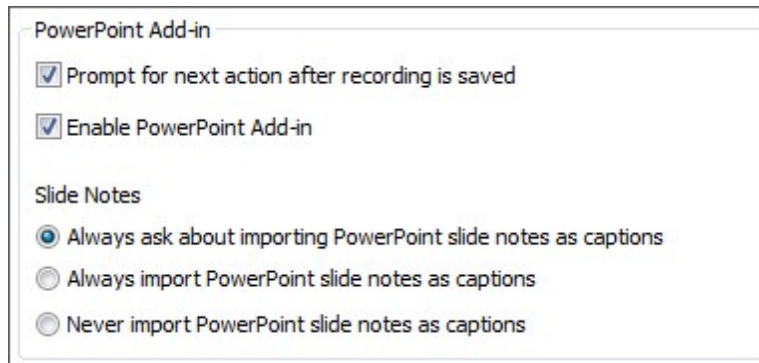 PowerPoint Add-in
Prompt for next action after recording is saved
Enable PowerPoint Add-in
Slide Notes
Always ask about importing PowerPoint slide notes as captions
Always import PowerPoint slide notes as captions
Never import PowerPoint slide notes as captions